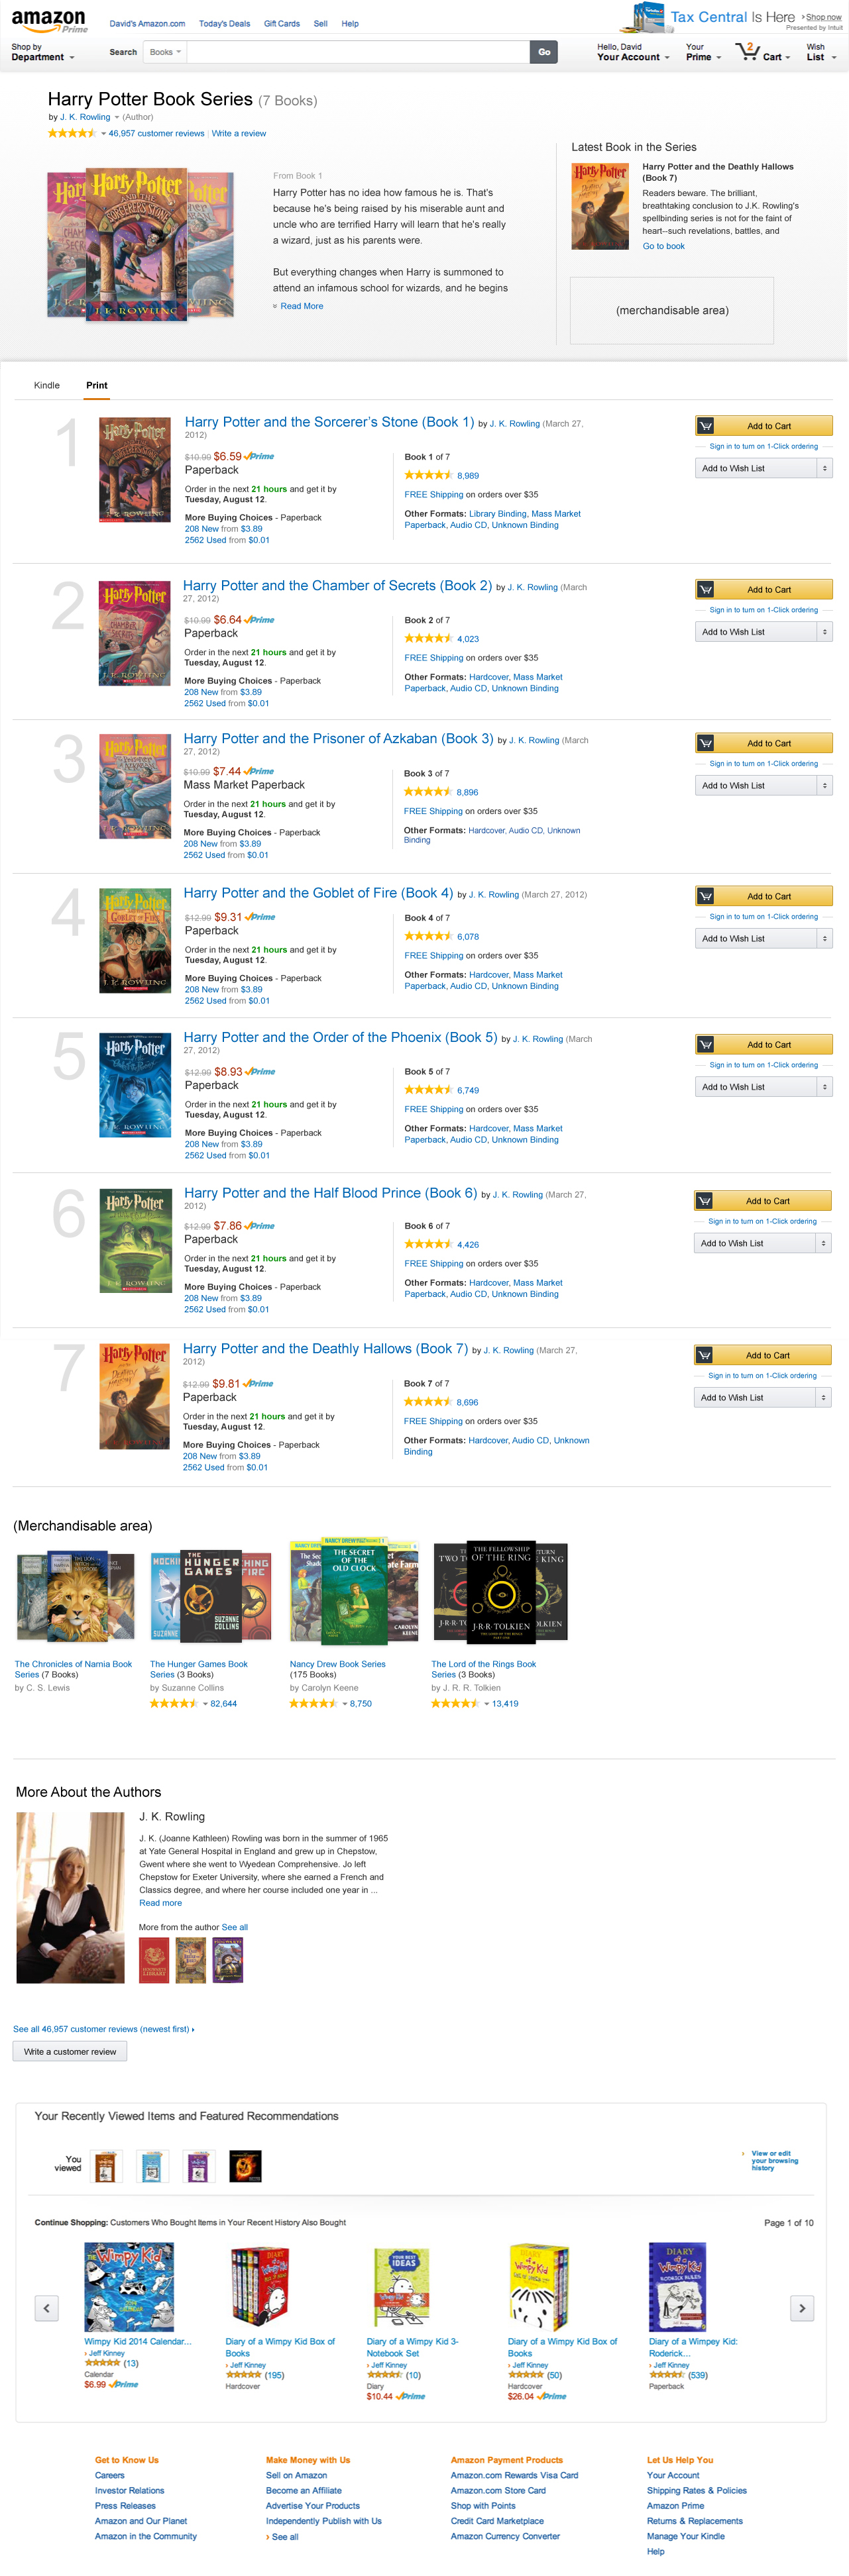 amazon
Prime
David's Amazon.com Today's Deals Gift Cards Sell Help
Tax Central Is Here › Shop now
Presented by Intuit
Shop by
Department
Search Books Go
Hello, David
Your Account
Your
Prime
2
Cart
Wish
List
Harry Potter Book Series (7 Books)
by J. K. Rowling (Author)
46,957 customer reviews | Write a review
Harry Potter
AND THE
SORCERER'S STONE
J. K. ROWLING
From Book 1
Harry Potter has no idea how famous he is. That's
because he's being raised by his miserable aunt and
uncle who are terrified Harry will learn that he's really
a wizard, just as his parents were.
But everything changes when Harry is summoned to
attend an infamous school for wizards, and he begins
Read More
Latest Book in the Series
Harry Potter and the Deathly Hallows
(Book 7)
Readers beware. The brilliant,
breathtaking conclusion to J.K. Rowling's
spellbinding series is not for the faint of
heart--such revelations, battles, and
Go to book
(merchandisable area)
Kindle Print
1
Harry Potter and the Sorcerer's Stone (Book 1) by J. K. Rowling (March 27,
2012)
$10.99 $6.59 Prime
Paperback
Order in the next 21 hours and get it by
Tuesday, August 12.
More Buying Choices - Paperback
208 New from $3.89
2562 Used from $0.01
Book 1 of 7
8,989
FREE Shipping on orders over $35
Other Formats: Library Binding, Mass Market
Paperback, Audio CD, Unknown Binding
Add to Cart
Sign in to turn on 1-Click ordering
Add to Wish List
2
Harry Potter and the Chamber of Secrets (Book 2) by J. K. Rowling (March
27, 2012)
$10.99 $6.64 Prime
Paperback
Order in the next 21 hours and get it by
Tuesday, August 12.
More Buying Choices - Paperback
208 New from $3.89
2562 Used from $0.01
Book 2 of 7
4,023
FREE Shipping on orders over $35
Other Formats: Hardcover, Mass Market
Paperback, Audio CD, Unknown Binding
Add to Cart
Sign in to turn on 1-Click ordering
Add to Wish List
3
Harry Potter and the Prisoner of Azkaban (Book 3) by J. K. Rowling (March
27, 2012)
$10.99 $7.44 Prime
Mass Market Paperback
Order in the next 21 hours and get it by
Tuesday, August 12.
More Buying Choices - Paperback
208 New from $3.89
2562 Used from $0.01
Book 3 of 7
8,896
FREE Shipping on orders over $35
Other Formats: Hardcover, Audio CD, Unknown
Binding
Add to Cart
Sign in to turn on 1-Click ordering
Add to Wish List
4
Harry Potter and the Goblet of Fire (Book 4) by J. K. Rowling (March 27, 2012)
$12.99 $9.31 Prime
Paperback
Order in the next 21 hours and get it by
Tuesday, August 12.
More Buying Choices - Paperback
208 New from $3.89
2562 Used from $0.01
Book 4 of 7
6,078
FREE Shipping on orders over $35
Other Formats: Hardcover, Mass Market
Paperback, Audio CD, Unknown Binding
Add to Cart
Sign in to turn on 1-Click ordering
Add to Wish List
5
Harry Potter and the Order of the Phoenix (Book 5) by J. K. Rowling (March
27, 2012)
$12.99 $8.93 Prime
Paperback
Order in the next 21 hours and get it by
Tuesday, August 12.
More Buying Choices - Paperback
208 New from $3.89
2562 Used from $0.01
Book 5 of 7
6,749
FREE Shipping on orders over $35
Other Formats: Hardcover, Mass Market
Paperback, Audio CD, Unknown Binding
Add to Cart
Sign in to turn on 1-Click ordering
Add to Wish List
6
Harry Potter and the Half Blood Prince (Book 6) by J. K. Rowling (March 27,
2012)
$12.99 $7.86 Prime
Paperback
Order in the next 21 hours and get it by
Tuesday, August 12.
More Buying Choices - Paperback
208 New from $3.89
2562 Used from $0.01
Book 6 of 7
4,426
FREE Shipping on orders over $35
Other Formats: Hardcover, Mass Market
Paperback, Audio CD, Unknown Binding
Add to Cart
Sign in to turn on 1-Click ordering
Add to Wish List
7
Harry Potter and the Deathly Hallows (Book 7) by J. K. Rowling (March 27,
2012)
$12.99 $9.81 Prime
Paperback
Order in the next 21 hours and get it by
Tuesday, August 12.
More Buying Choices - Paperback
208 New from $3.89
2562 Used from $0.01
Book 7 of 7
8,696
FREE Shipping on orders over $35
Other Formats: Hardcover, Audio CD, Unknown
Binding
Add to Cart
Sign in to turn on 1-Click ordering
Add to Wish List
(Merchandisable area)
THE HUNGER GAMES
SUZANNE COLLINS
NANCY DREW
THE SECRET
OF THE
OLD CLOCK
THE FELLOWSHIP
OF THE RING
J·R·R·TOLKIEN
The Chronicles of Narnia Book
Series (7 Books)
by C. S. Lewis
The Hunger Games Book
Series (3 Books)
by Suzanne Collins
82,644
Nancy Drew Book Series
(175 Books)
by Carolyn Keene
8,750
The Lord of the Rings Book
Series (3 Books)
by J. R. R. Tolkien
13,419
More About the Authors
J. K. Rowling
J. K. (Joanne Kathleen) Rowling was born in the summer of 1965
at Yate General Hospital in England and grew up in Chepstow,
Gwent where she went to Wyedean Comprehensive. Jo left
Chepstow for Exeter University, where she earned a French and
Classics degree, and where her course included one year in ...
Read more
More from the author See all
HOGWARTS
LIBRARY
See all 46,957 customer reviews (newest first)
Write a customer review
Your Recently Viewed Items and Featured Recommendations
You
viewed
› View or edit
your browsing
history
Continue Shopping: Customers Who Bought Items in Your Recent History Also Bought
Page 1 of 10
Wimpy Kid 2014 Calendar...
› Jeff Kinney
(13)
Calendar
$6.99 Prime
Diary of a Wimpy Kid Box of
Books
› Jeff Kinney
(195)
Hardcover
Diary of a Wimpy Kid 3-
Notebook Set
› Jeff Kinney
(10)
Diary
$10.44 Prime
Diary of a Wimpy Kid Box of
Books
› Jeff Kinney
(50)
Hardcover
$26.04 Prime
Diary of a Wimpey Kid:
Roderick...
› Jeff Kinney
(539)
Paperback
Get to Know Us
Careers
Investor Relations
Press Releases
Amazon and Our Planet
Amazon in the Community
Make Money with Us
Sell on Amazon
Become an Affiliate
Advertise Your Products
Independently Publish with Us
› See all
Amazon Payment Products
Amazon.com Rewards Visa Card
Amazon.com Store Card
Shop with Points
Credit Card Marketplace
Amazon Currency Converter
Let Us Help You
Your Account
Shipping Rates & Policies
Amazon Prime
Returns & Replacements
Manage Your Kindle
Help